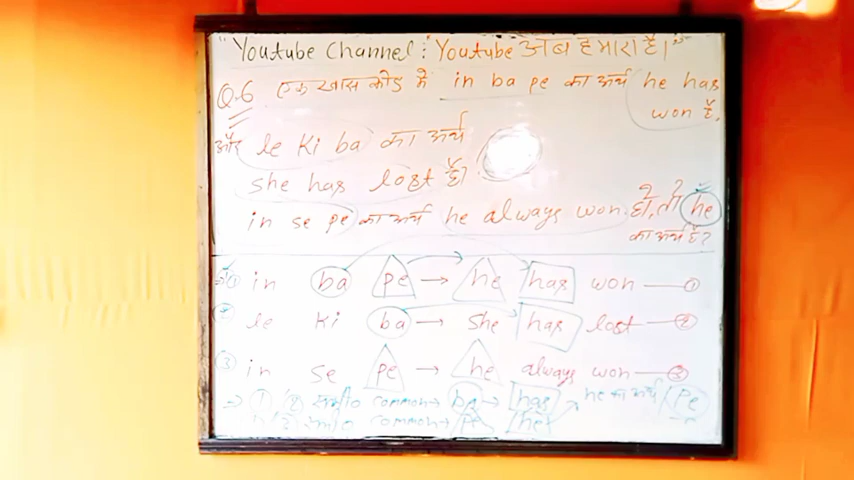 "Youtube Channel: Youtube अब हमारा है।"
Q.6 एक खास कोड में in ba pe का अर्थ he has
won है,
और le ki ba का अर्थ
she has lost है।
in se pe का अर्थ he always won हो, तो he
का अर्थ है?
① in ba pe → he has won — ①
② le ki ba → she has lost — ②
③ in se pe → he always won — ③
⇒ ① / ② common → ba → has → he का अर्थ pe
common → pe he